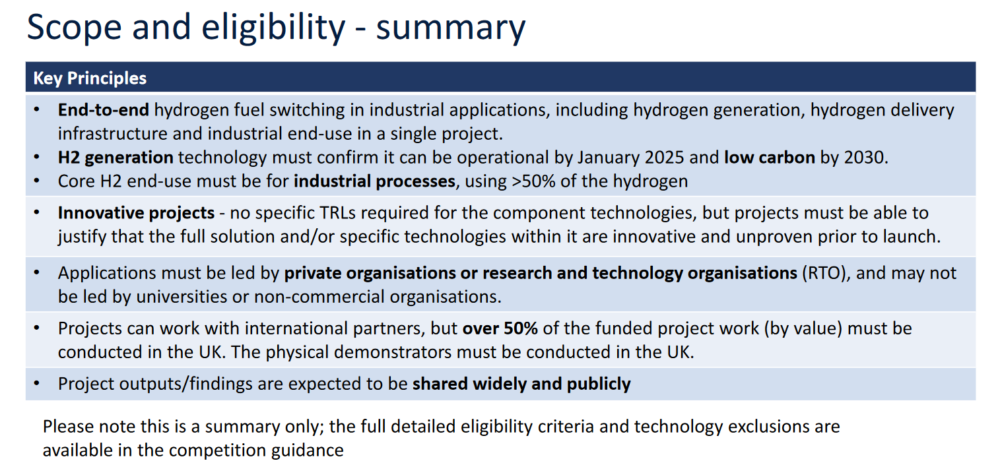 Scope and eligibility - summary
Key Principles
• End-to-end hydrogen fuel switching in industrial applications, including hydrogen generation, hydrogen delivery
infrastructure and industrial end-use in a single project.
• H2 generation technology must confirm it can be operational by January 2025 and low carbon by 2030.
• Core H2 end-use must be for industrial processes, using >50% of the hydrogen
• Innovative projects - no specific TRLs required for the component technologies, but projects must be able to
justify that the full solution and/or specific technologies within it are innovative and unproven prior to launch.
• Applications must be led by private organisations or research and technology organisations (RTO), and may not
be led by universities or non-commercial organisations.
• Projects can work with international partners, but over 50% of the funded project work (by value) must be
conducted in the UK. The physical demonstrators must be conducted in the UK.
• Project outputs/findings are expected to be shared widely and publicly
Please note this is a summary only; the full detailed eligibility criteria and technology exclusions are
available in the competition guidance